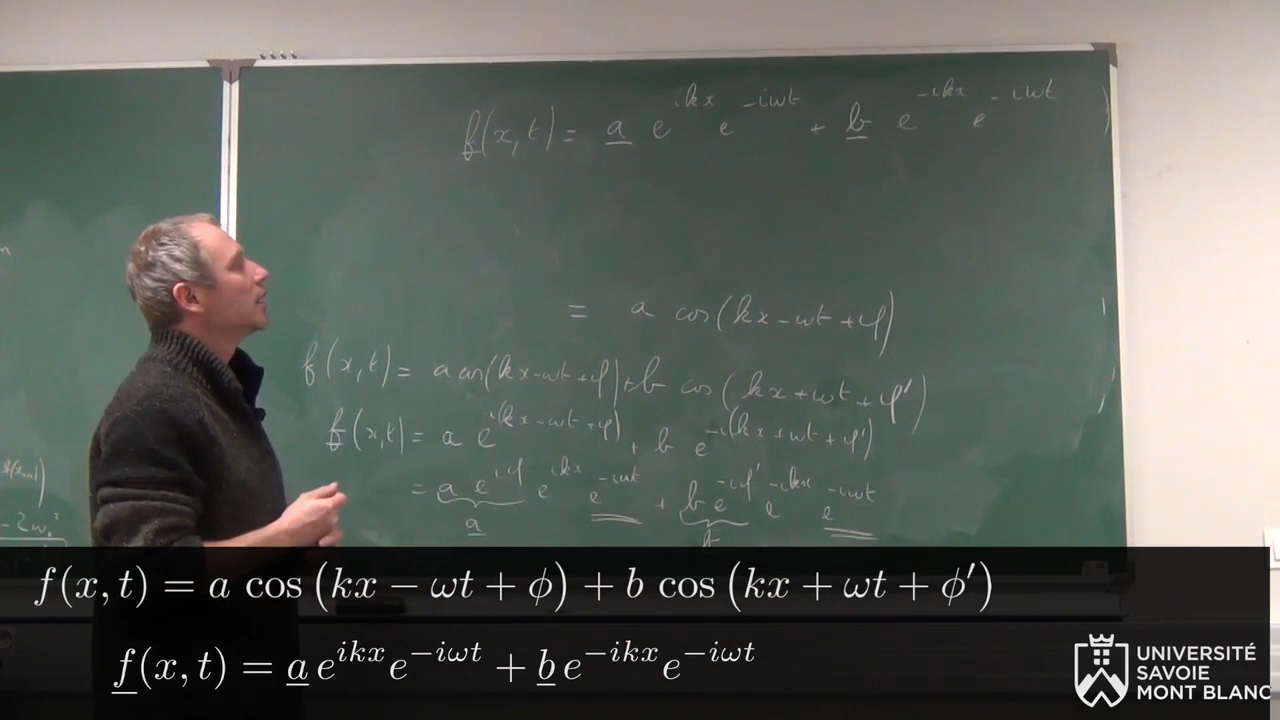 f(x,t) = a e^{ikx} e^{-iωt} + b e^{-ikx} e^{-iωt}
= a cos(kx-ωt+φ)
f(x,t) = a cos(kx-ωt+φ)+b cos(kx+ωt+φ')
f(x,t) = a e^{i(kx-ωt+φ)} + b e^{-i(kx+ωt+φ')}
= a e^{iφ} e^{ikx} e^{-iωt} + b e^{-iφ'} e^{-ikx} e^{-iωt}
a b
- 2ω₀²
f(x,t) = a cos(kx − ωt + ϕ) + b cos(kx + ωt + ϕ′)
f(x,t) = a e^{ikx} e^{−iωt} + b e^{−ikx} e^{−iωt}
UNIVERSITÉ
SAVOIE
MONT BLANC